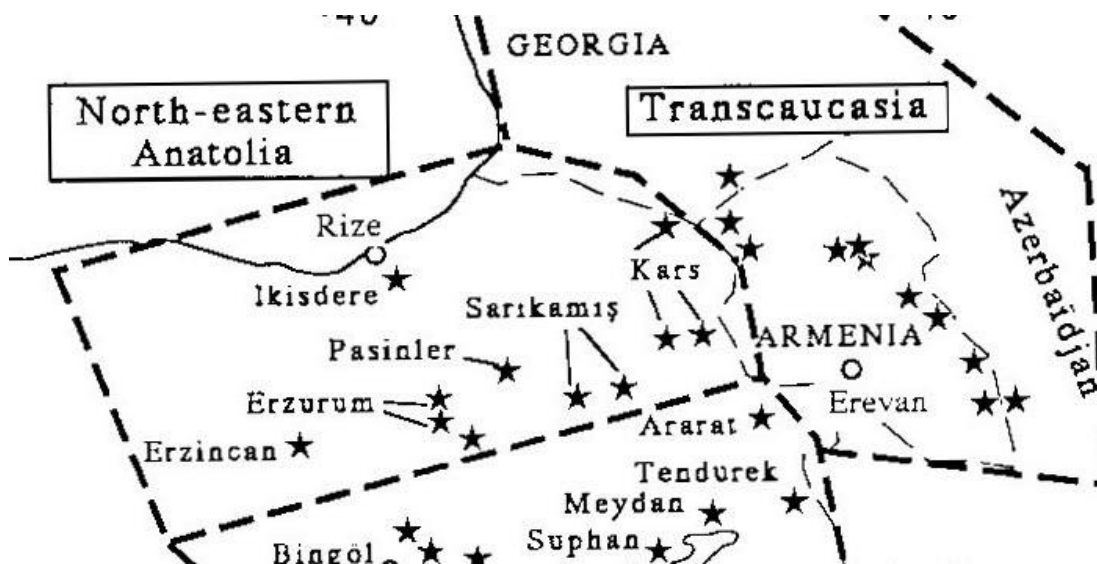 GEORGIA
North-eastern
Anatolia
Transcaucasia
Rize
Ikisdere
Kars
Azerbaidjan
Sarıkamış
Pasinler
ARMENIA
Erzurum
Erevan
Ararat
Erzincan
Tendurek
Meydan
Suphan
Bingöl